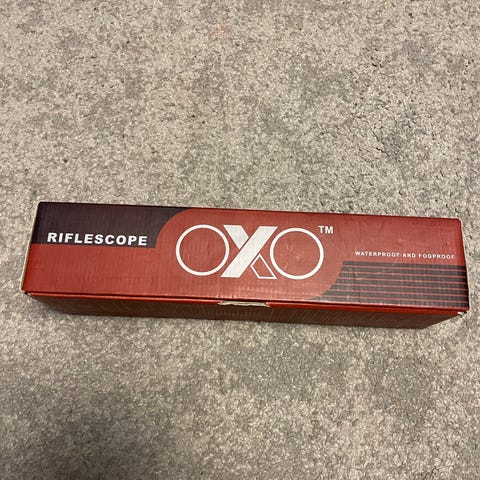 RIFLESCOPE
OXO™
WATERPROOF AND FOGPROOF